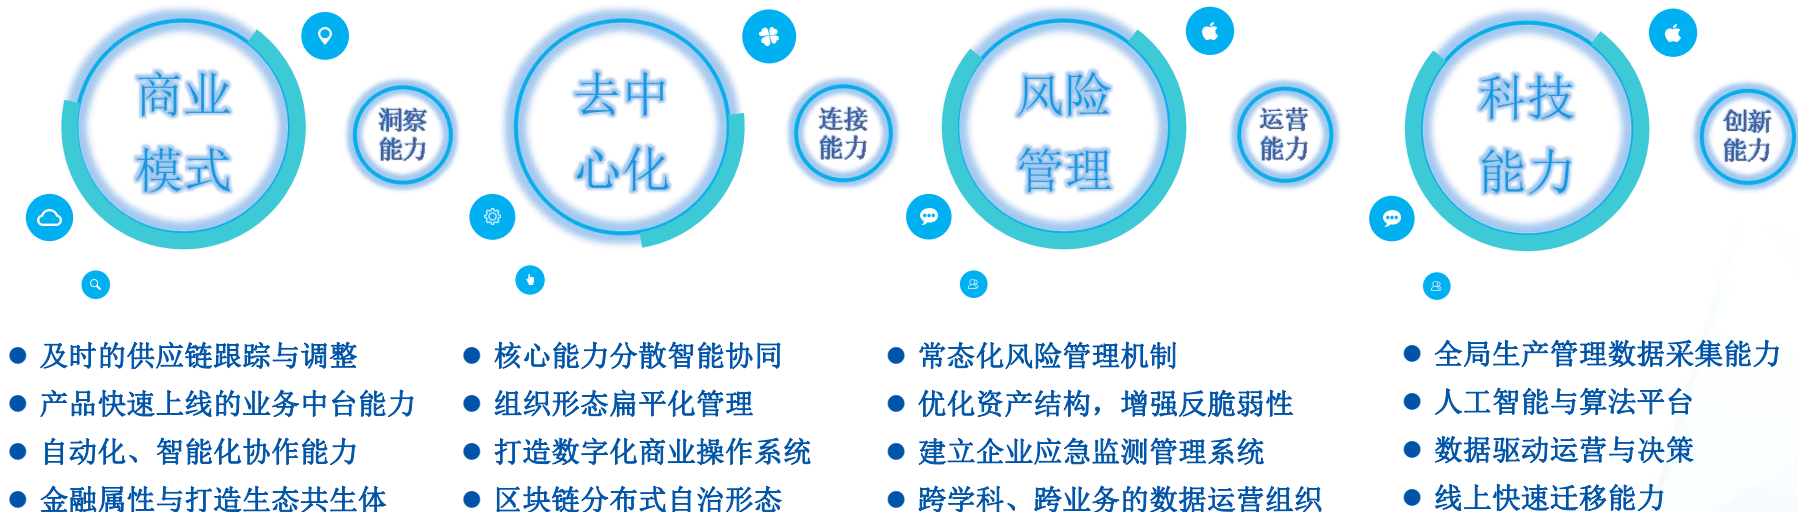 商业
模式
洞察
能力
及时的供应链跟踪与调整
产品快速上线的业务中台能力
自动化、智能化协作能力
金融属性与打造生态共生体
去中
心化
连接
能力
核心能力分散智能协同
组织形态扁平化管理
打造数字化商业操作系统
区块链分布式自治形态
风险
管理
运营
能力
常态化风险管理机制
优化资产结构，增强反脆弱性
建立企业应急监测管理系统
跨学科、跨业务的数据运营组织
科技
能力
创新
能力
全局生产管理数据采集能力
人工智能与算法平台
数据驱动运营与决策
线上快速迁移能力